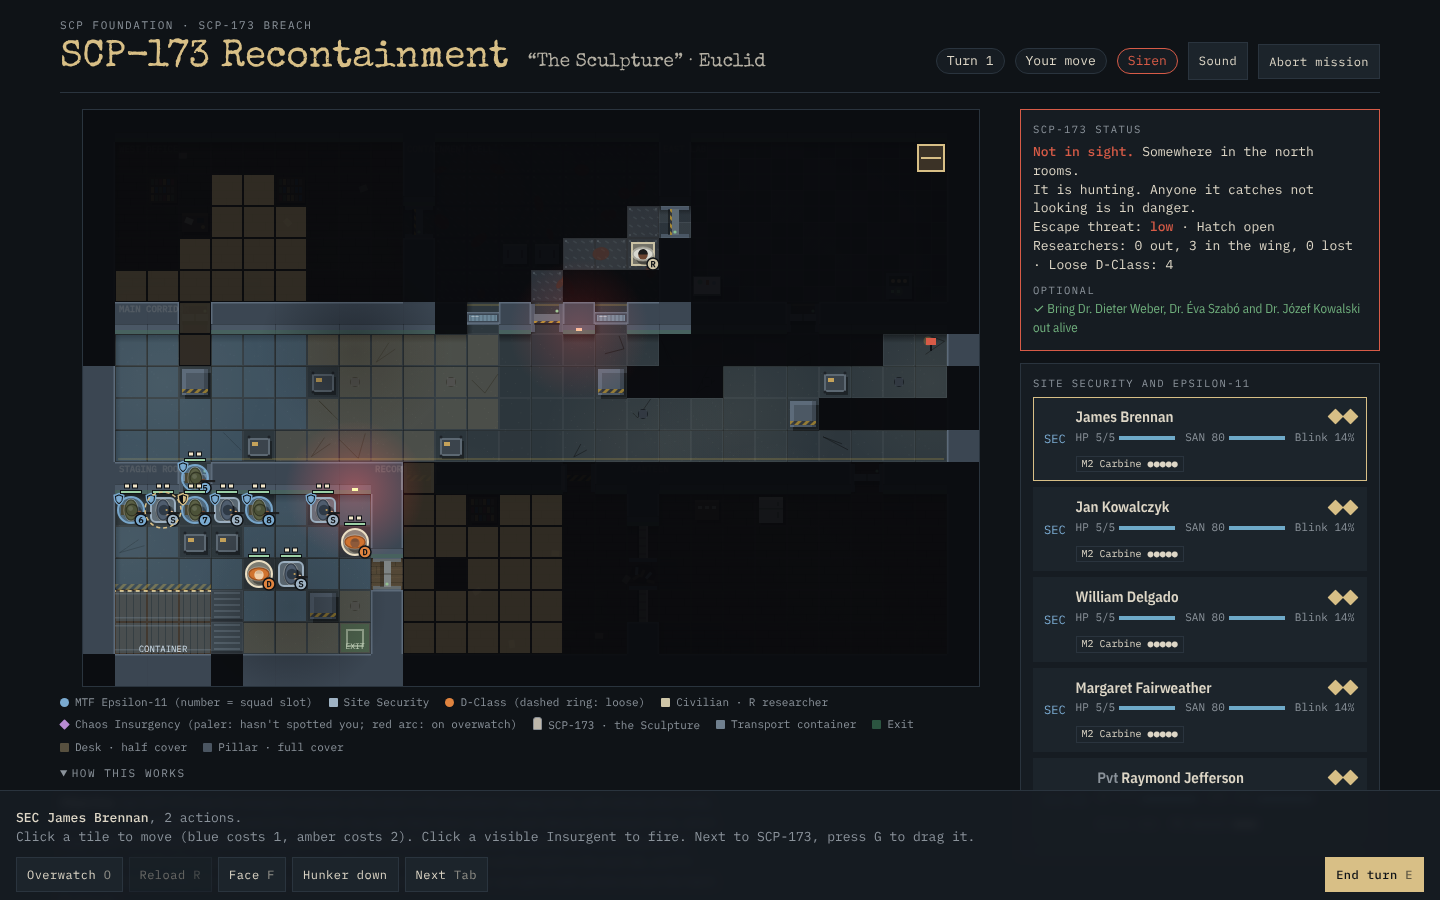 SCP FOUNDATION · SCP-173 BREACH
SCP-173 Recontainment
“The Sculpture” · Euclid
Turn 1
Your move
Siren
Sound
Abort mission
SCP-173 STATUS
Not in sight. Somewhere in the north
rooms.
It is hunting. Anyone it catches not
looking is in danger.
Escape threat: low · Hatch open
Researchers: 0 out, 3 in the wing, 0 lost
· Loose D-Class: 4
OPTIONAL
✓ Bring Dr. Dieter Weber, Dr. Éva Szabó and Dr. Józef Kowalski
out alive
SITE SECURITY AND EPSILON-11
James Brennan
SEC
HP 5/5
SAN 80
Blink 14%
M2 Carbine
Jan Kowalczyk
SEC
HP 5/5
SAN 80
Blink 14%
M2 Carbine
William Delgado
SEC
HP 5/5
SAN 80
Blink 14%
M2 Carbine
Margaret Fairweather
SEC
HP 5/5
SAN 80
Blink 14%
M2 Carbine
Pvt Raymond Jefferson
MAIN CORRID
R
STAGING RO
RECON
6
S
7
S
8
S
D
D
S
EXIT
CONTAINER
MTF Epsilon-11 (number = squad slot)
Site Security
D-Class (dashed ring: loose)
Civilian · R researcher
Chaos Insurgency (paler: hasn't spotted you; red arc: on overwatch)
SCP-173 · the Sculpture
Transport container
Exit
Desk · half cover
Pillar · full cover
▼ HOW THIS WORKS
SEC James Brennan, 2 actions.
Click a tile to move (blue costs 1, amber costs 2). Click a visible Insurgent to fire. Next to SCP-173, press G to drag it.
Overwatch O
Reload R
Face F
Hunker down
Next Tab
End turn E